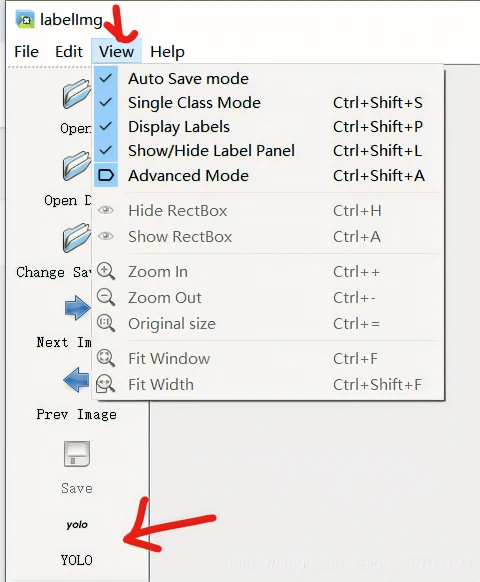 labelImg
File Edit View Help
Auto Save mode
Single Class Mode Ctrl+Shift+S
Display Labels Ctrl+Shift+P
Show/Hide Label Panel Ctrl+Shift+L
Advanced Mode Ctrl+Shift+A
Hide RectBox Ctrl+H
Show RectBox Ctrl+A
Zoom In Ctrl++
Zoom Out Ctrl+-
Original size Ctrl+=
Fit Window Ctrl+F
Fit Width Ctrl+Shift+F
Open
Open D
Change Sav
Next Im
Prev Image
Save
yolo
YOLO